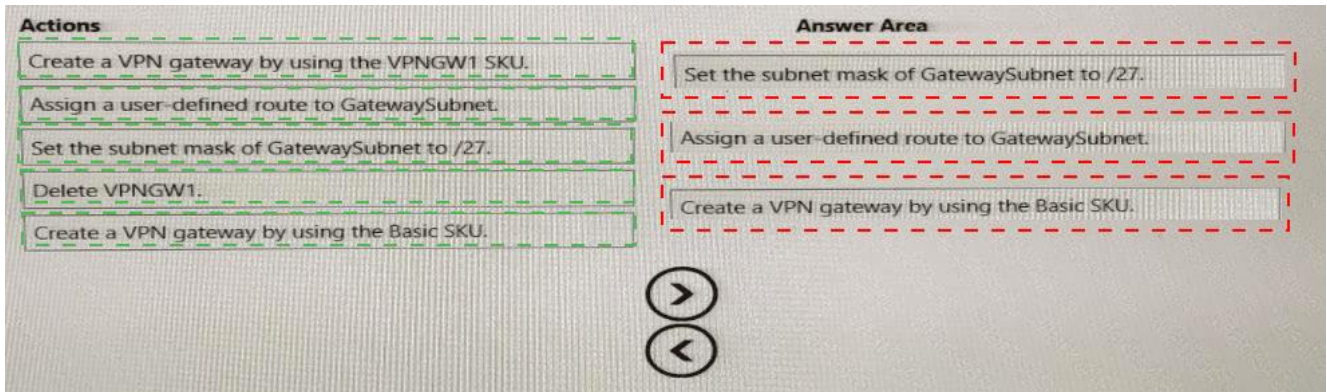 Actions
Create a VPN gateway by using the VPNGW1 SKU.
Assign a user-defined route to GatewaySubnet.
Set the subnet mask of GatewaySubnet to /27.
Delete VPNGW1.
Create a VPN gateway by using the Basic SKU.
Answer Area
Set the subnet mask of GatewaySubnet to /27.
Assign a user-defined route to GatewaySubnet.
Create a VPN gateway by using the Basic SKU.